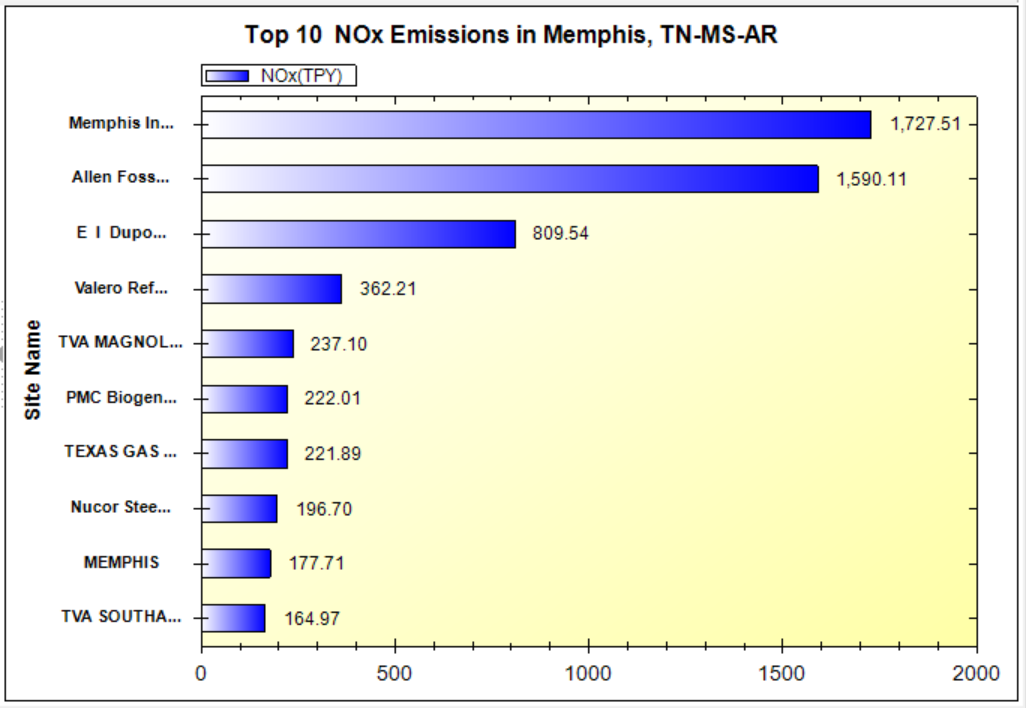 Top 10 NOx Emissions in Memphis, TN-MS-AR
NOx(TPY)
Site Name
Memphis In... 1,727.51
Allen Foss... 1,590.11
E I Dupo... 809.54
Valero Ref... 362.21
TVA MAGNOL... 237.10
PMC Biogen... 222.01
TEXAS GAS ... 221.89
Nucor Stee... 196.70
MEMPHIS 177.71
TVA SOUTHA... 164.97
0 500 1000 1500 2000